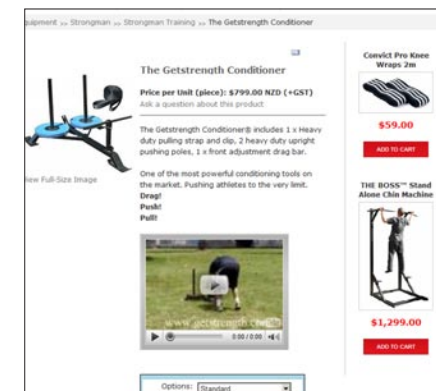 quipment >> Strongman >> Strongman Training >> The Getstrength Conditioner
The Getstrength Conditioner
Price per Unit (piece): $799.00 NZD (+GST)
Ask a question about this product
The Getstrength Conditioner® includes 1 x Heavy
duty pulling strap and clip, 2 heavy duty upright
pushing poles, 1 x front adjustment drag bar.
iew Full-Size Image
One of the most powerful conditioning tools on
the market. Pushing athletes to the very limit.
Drag!
Push!
Pull!
www.getstrength.com
0:00 / 0:00
Options: Standard
Convict Pro Knee
Wraps 2m
$59.00
ADD TO CART
THE BOSS™ Stand
Alone Chin Machine
$1,299.00
ADD TO CART